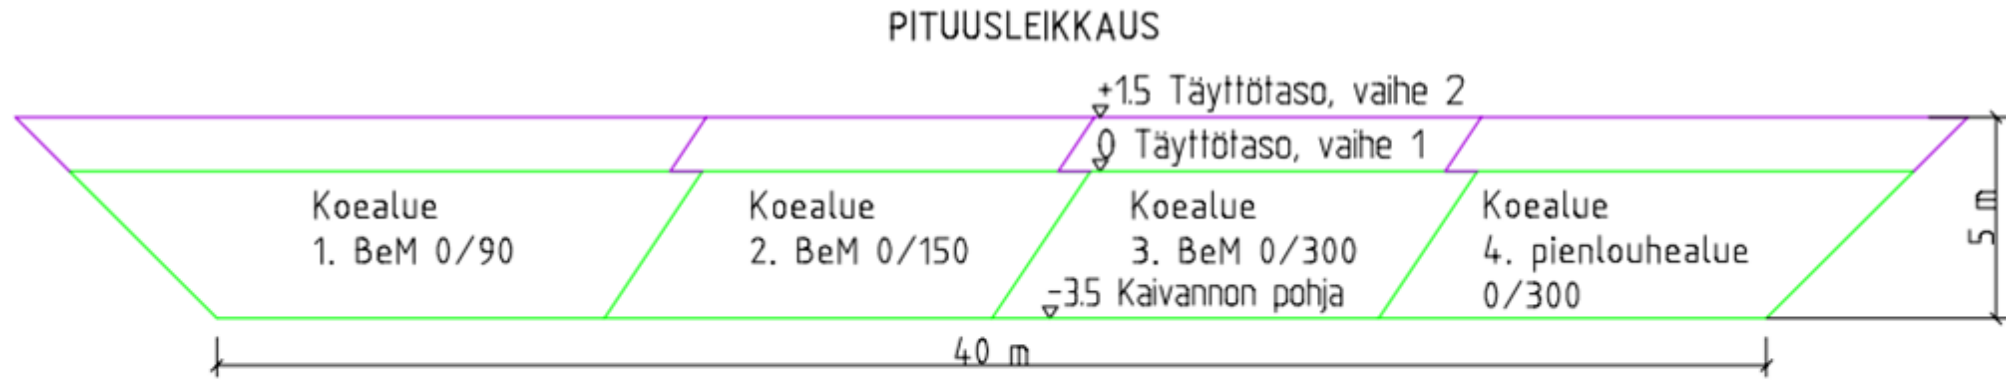 PITUUSLEIKKAUS
+1.5 Täyttötaso, vaihe 2
0 Täyttötaso, vaihe 1
Koealue
1. BeM 0/90
Koealue
2. BeM 0/150
Koealue
3. BeM 0/300
Koealue
4. pienlouhealue
0/300
-3.5 Kaivannon pohja
5 m
40 m